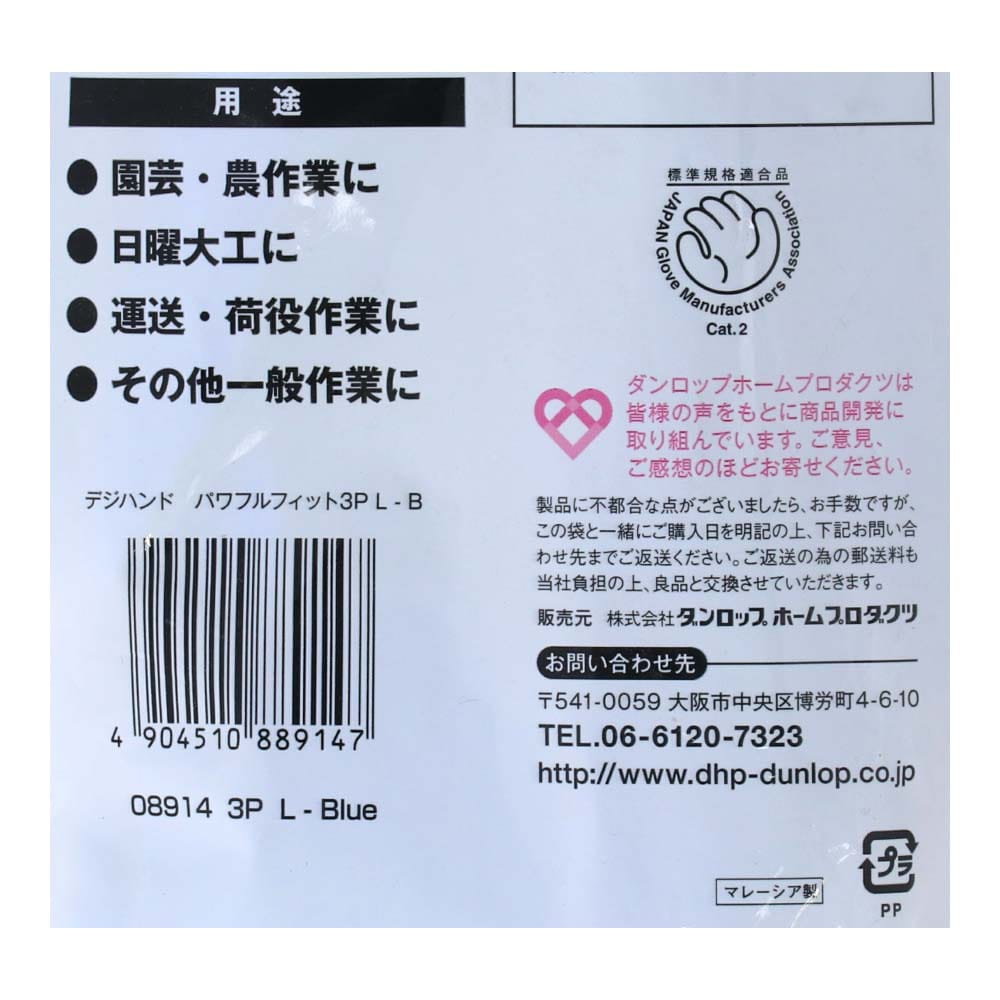 用途
● 園芸・農作業に
● 日曜大工に
● 運送・荷役作業に
● その他一般作業に
デジハンド パワフルフィット3P L - B
4 904510 889147
08914 3P L - Blue
標準規格適合品
JAPAN Glove Manufacturers Association
Cat.2
ダンロップホームプロダクツは
皆様の声をもとに商品開発に
取り組んでいます。ご意見、
ご感想のほどお寄せください。
製品に不都合な点がございましたら、お手数ですが、
この袋と一緒にご購入日を明記の上、下記お問い合
わせ先までご返送ください。ご返送の為の郵送料も
当社負担の上、良品と交換させていただきます。
販売元 株式会社ダンロップ ホームプロダクツ
お問い合わせ先
〒541-0059 大阪市中央区博労町4-6-10
TEL.06-6120-7323
http://www.dhp-dunlop.co.jp
マレーシア製
プラ
PP